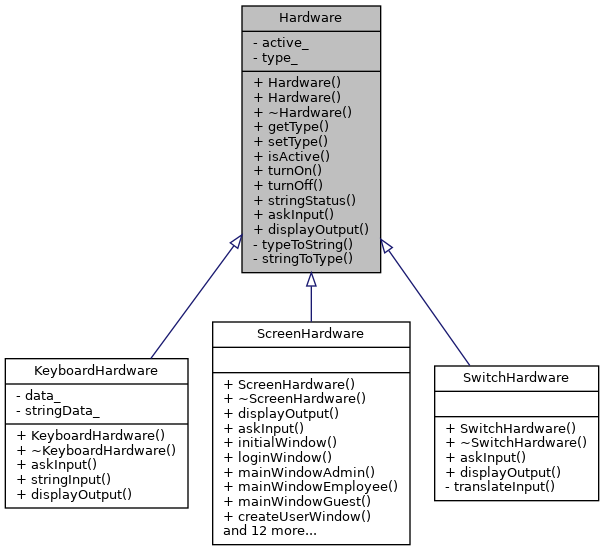 Hardware
- active_
- type_
+ Hardware()
+ Hardware()
+ ~Hardware()
+ getType()
+ setType()
+ isActive()
+ turnOn()
+ turnOff()
+ stringStatus()
+ askInput()
+ displayOutput()
- typeToString()
- stringToType()
KeyboardHardware
- data_
- stringData_
+ KeyboardHardware()
+ ~KeyboardHardware()
+ askInput()
+ stringInput()
+ displayOutput()
ScreenHardware
+ ScreenHardware()
+ ~ScreenHardware()
+ displayOutput()
+ askInput()
+ initialWindow()
+ loginWindow()
+ mainWindowAdmin()
+ mainWindowEmployee()
+ mainWindowGuest()
+ createUserWindow()
and 12 more...
SwitchHardware
+ SwitchHardware()
+ ~SwitchHardware()
+ askInput()
+ displayOutput()
- translateInput()